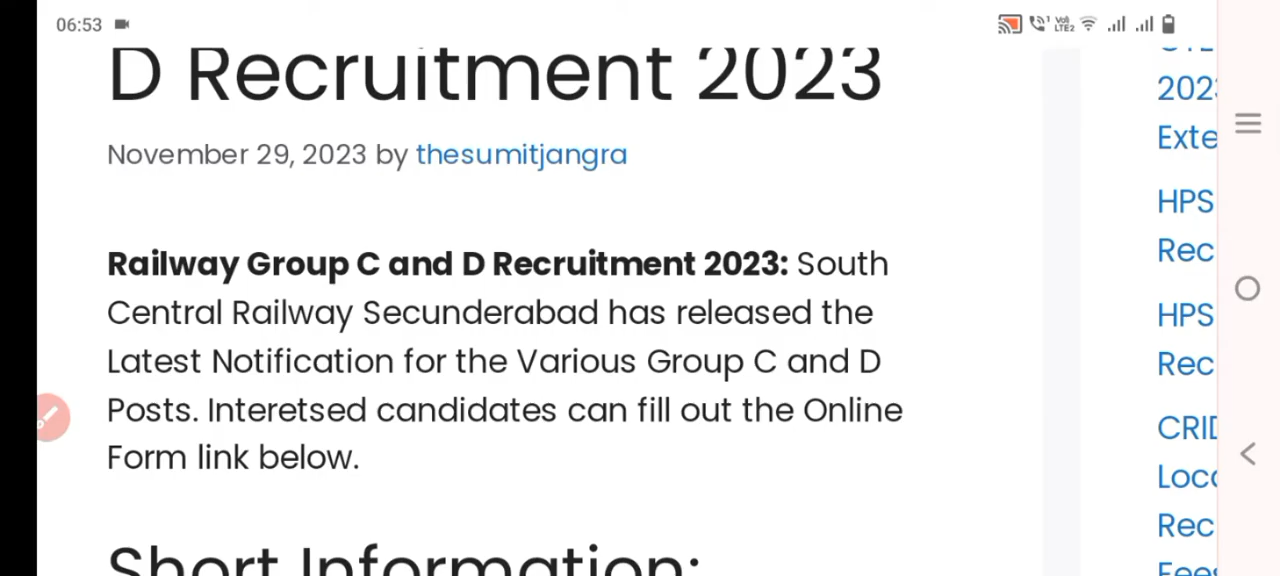 06:53
D Recruitment 2023
November 29, 2023 by thesumitjangra
Railway Group C and D Recruitment 2023: South
Central Railway Secunderabad has released the
Latest Notification for the Various Group C and D
Posts. Interetsed candidates can fill out the Online
Form link below.
Short Information:
Exte
HPS
Rec
HPS
Rec
Rec